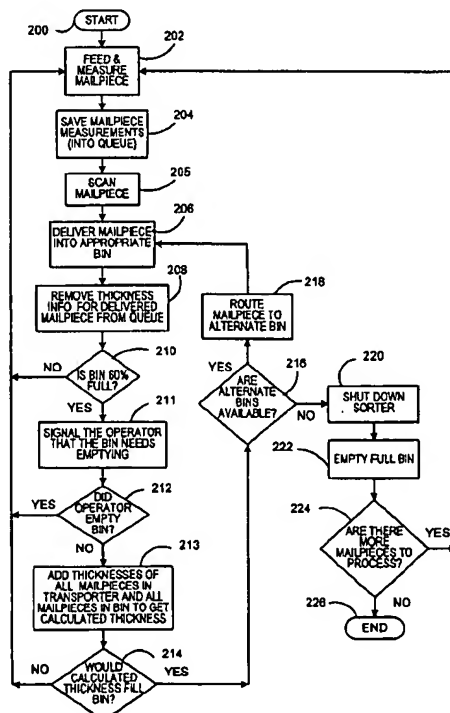 200
START
202
FEED &
MEASURE
MAILPIECE
204
SAVE MAILPIECE
MEASUREMENTS
(INTO QUEUE)
205
SCAN
MAILPIECE
206
DELIVER MAILPIECE
INTO APPROPRIATE
BIN
208
REMOVE THICKNESS
INFO FOR DELIVERED
MAILPIECE FROM QUEUE
210
NO
IS BIN 60%
FULL?
YES
211
SIGNAL THE OPERATOR
THAT THE BIN NEEDS
EMPTYING
212
YES
DID
OPERATOR
EMPTY
BIN?
NO
213
ADD THICKNESSES OF
ALL MAILPIECES IN
TRANSPORTER AND ALL
MAILPIECES IN BIN TO GET
CALCULATED THICKNESS
214
NO
WOULD
CALCULATED
THICKNESS FILL
BIN?
YES
218
ROUTE
MAILPIECE TO
ALTERNATE BIN
YES
216
ARE
ALTERNATE
BINS
AVAILABLE?
NO
220
SHUT DOWN
SORTER
222
EMPTY FULL BIN
224
ARE THERE
MORE
MAILPIECES TO
PROCESS?
YES
NO
226
END